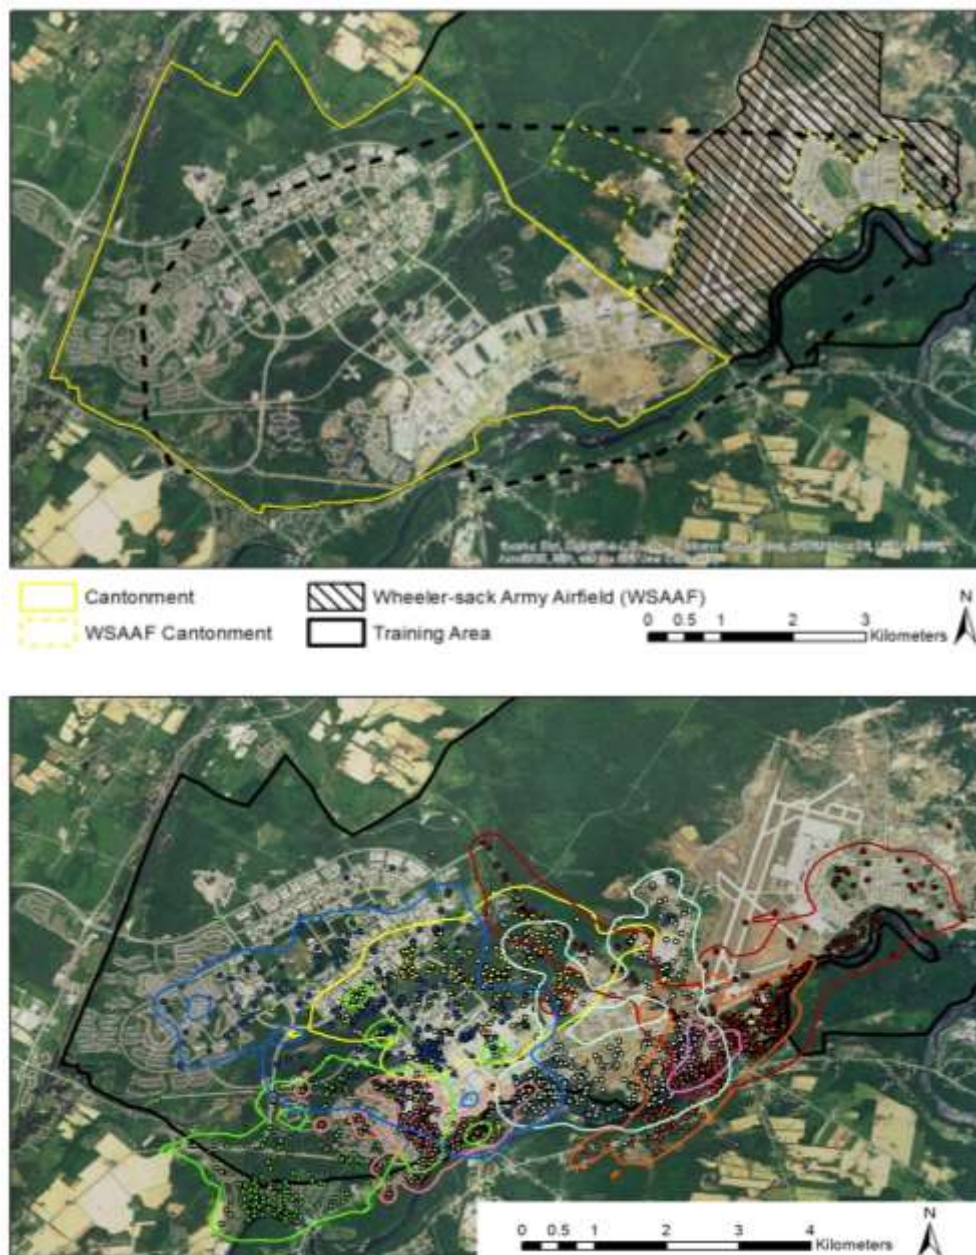 Cantonment
WSAAF Cantonment
Wheeler-sack Army Airfield (WSAAF)
Training Area
N
0 0.5 1 2 3
Kilometers
N
0 0.5 1 2 3 4
Kilometers